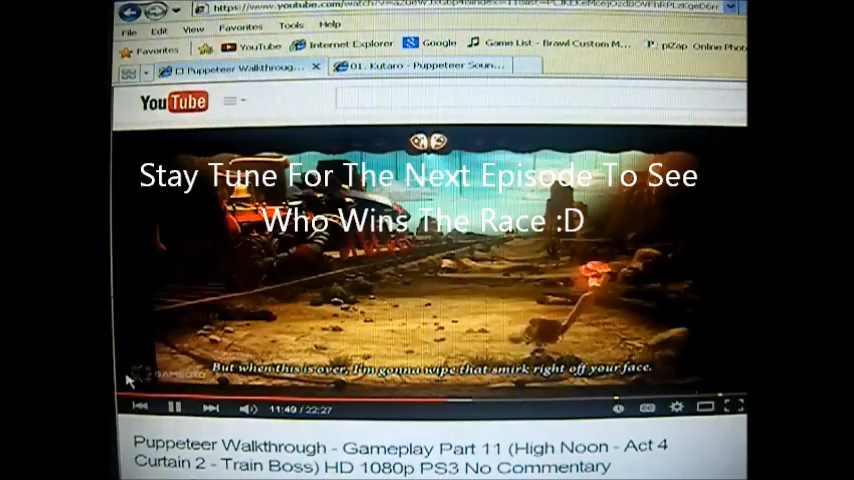 File Edit View Favorites Tools Help
Favorites YouTube Internet Explorer Google Game List - Brawl Custom M... piZap Online Phot
Puppeteer Walkthroug... 01. Kutaro - Puppeteer Soun...
YouTube
Stay Tune For The Next Episode To See
Who Wins The Race :D
But when this is over, I'm gonna wipe that smirk right off your face.
11:49 / 22:27
Puppeteer Walkthrough - Gameplay Part 11 (High Noon - Act 4
Curtain 2 - Train Boss) HD 1080p PS3 No Commentary